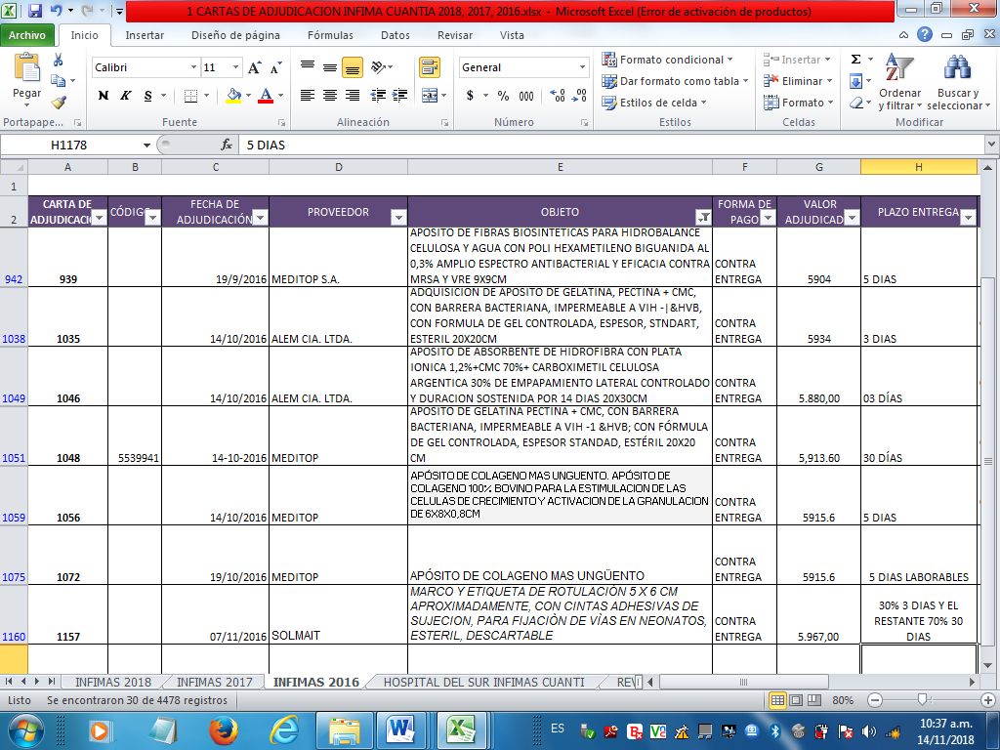 1 CARTAS DE ADJUDICACION INFIMA CUANTIA 2018, 2017, 2016.xlsx - Microsoft Excel (Error de activación de productos)
Archivo Inicio Insertar Diseño de página Fórmulas Datos Revisar Vista
Pegar
Calibri 11
N K S
General
$ % 000
Formato condicional
Dar formato como tabla
Estilos de celda
Insertar
Eliminar
Formato
Σ
Ordenar y filtrar
Buscar y seleccionar
Portapape... Fuente Alineación Número Estilos Celdas Modificar
H1178 fx 5 DIAS
A B C D E F G H
1
2 CARTA DE ADJUDICACI CÓDIG FECHA DE ADJUDICACIÓN PROVEEDOR OBJETO FORMA DE PAGO VALOR ADJUDICAD PLAZO ENTREGA
APOSITO DE FIBRAS BIOSINTETICAS PARA HIDROBALANCE
CELULOSA Y AGUA CON POLI HEXAMETILENO BIGUANIDA AL
0,3% AMPLIO ESPECTRO ANTIBACTERIAL Y EFICACIA CONTRA CONTRA
942 939 19/9/2016 MEDITOP S.A. MRSA Y VRE 9X9CM ENTREGA 5904 5 DIAS
ADQUISICION DE APOSITO DE GELATINA, PECTINA + CMC,
CON BARRERA BACTERIANA, IMPERMEABLE A VIH -|&HVB,
CON FORMULA DE GEL CONTROLADA, ESPESOR, STNDART, CONTRA
1038 1035 14/10/2016 ALEM CIA. LTDA. ESTERIL 20X20CM ENTREGA 5934 3 DIAS
APOSITO DE ABSORBENTE DE HIDROFIBRA CON PLATA
IONICA 1,2%+CMC 70%+ CARBOXIMETIL CELULOSA
ARGENTICA 30% DE EMPAPAMIENTO LATERAL CONTROLADO CONTRA
1049 1046 14/10/2016 ALEM CIA. LTDA. Y DURACION SOSTENIDA POR 14 DIAS 20X30CM ENTREGA 5.880,00 03 DÍAS
APOSITO DE GELATINA PECTINA + CMC, CON BARRERA
BACTERIANA, IMPERMEABLE A VIH -1 &HVB; CON FÓRMULA
DE GEL CONTROLADA, ESPESOR STANDAD, ESTÉRIL 20X20 CONTRA
1051 1048 5539941 14-10-2016 MEDITOP CM ENTREGA 5,913.60 30 DÍAS
APÓSITO DE COLAGENO MAS UNGUENTO. APÓSITO DE
COLAGENO 100% BOVINO PARA LA ESTIMULACION DE LAS
CELULAS DE CRECIMIENTO Y ACTIVACION DE LA GRANULACION CONTRA
1059 1056 14/10/2016 MEDITOP DE 6X8X0,8CM ENTREGA 5915.6 5 DIAS
CONTRA
1075 1072 19/10/2016 MEDITOP APÓSITO DE COLAGENO MAS UNGÜENTO ENTREGA 5915.6 5 DIAS LABORABLES
MARCO Y ETIQUETA DE ROTULACIÒN 5 X 6 CM
APROXIMADAMENTE, CON CINTAS ADHESIVAS DE 30% 3 DIAS Y EL
SUJECION, PARA FIJACIÒN DE VÌAS EN NEONATOS, CONTRA RESTANTE 70% 30
1160 1157 07/11/2016 SOLMAIT ESTERIL, DESCARTABLE ENTREGA 5.967,00 DIAS
INFIMAS 2018 INFIMAS 2017 INFIMAS 2016 HOSPITAL DEL SUR INFIMAS CUANTI REV
Listo Se encontraron 30 de 4478 registros 80%
ES
10:37 a.m.
14/11/2018